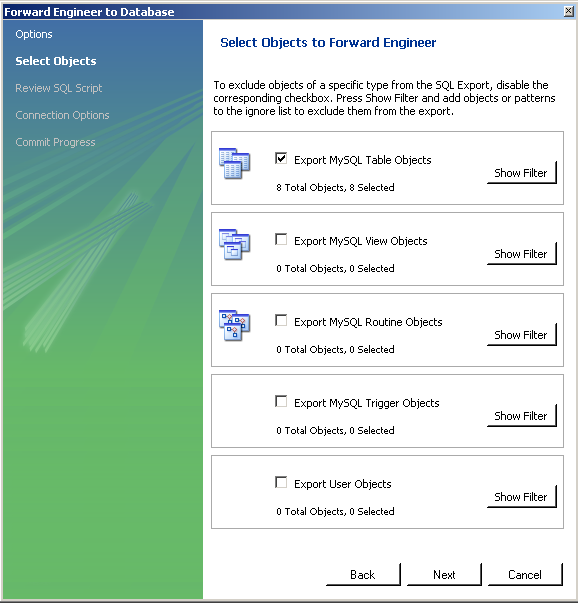 Forward Engineer to Database
Options
Select Objects
Review SQL Script
Connection Options
Commit Progress
Select Objects to Forward Engineer
To exclude objects of a specific type from the SQL Export, disable the
corresponding checkbox. Press Show Filter and add objects or patterns
to the ignore list to exclude them from the export.
Export MySQL Table Objects
8 Total Objects, 8 Selected
Show Filter
Export MySQL View Objects
0 Total Objects, 0 Selected
Show Filter
Export MySQL Routine Objects
0 Total Objects, 0 Selected
Show Filter
Export MySQL Trigger Objects
0 Total Objects, 0 Selected
Show Filter
Export User Objects
0 Total Objects, 0 Selected
Show Filter
Back Next Cancel